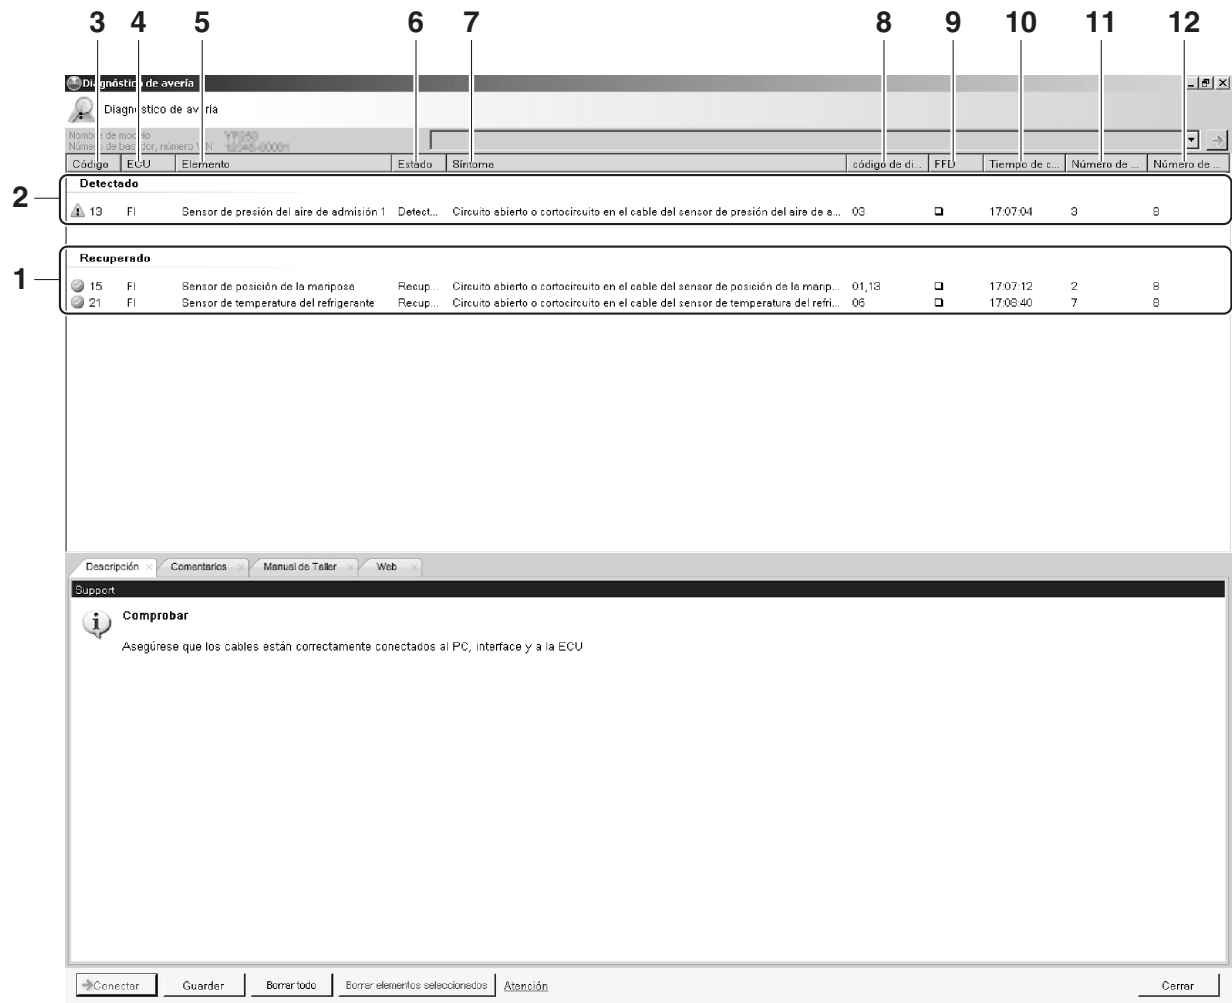 3 4 5 6 7 8 9 10 11 12
Diagnóstico de avería
Diagnóstico de avería
Nombre de modelo
Número de bastidor, número VIN
Código ECU Elemento Estado Síntoma código de di... FFD Tiempo de c... Número de ... Número de ...
2
Detectado
13 FI Sensor de presión del aire de admisión 1 Detect... Circuito abierto o cortocircuito en el cable del sensor de presión del aire de a... 03 17:07:04 3 8
1
Recuperado
15 FI Sensor de posición de la mariposa Recup... Circuito abierto o cortocircuito en el cable del sensor de posición de la marip... 01,13 17:07:12 2 8
21 FI Sensor de temperatura del refrigerante Recup... Circuito abierto o cortocircuito en el cable del sensor de temperatura del refri... 06 17:08:40 7 8
Descripción Comentarios Manual de Taller Web
Support
Comprobar
Asegúrese que los cables están correctamente conectados al PC, interface y a la ECU
Conectar Guardar Borrar todo Borrar elementos seleccionados Atención Cerrar